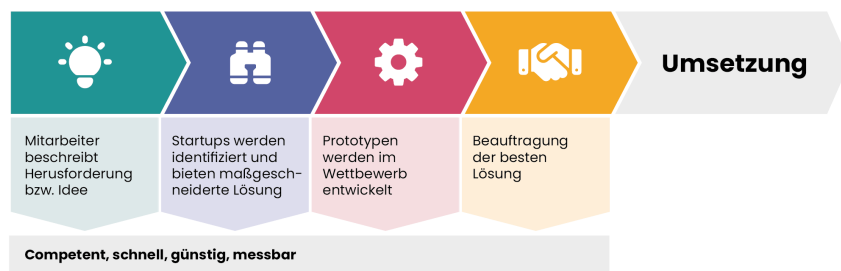 Umsetzung
Mitarbeiter
beschreibt
Herusforderung
bzw. Idee
Startups werden
identifiziert und
bieten maßgesch-
neiderte Lösung
Prototypen
werden im
Wettbewerb
entwickelt
Beauftragung
der besten
Lösung
Competent, schnell, günstig, messbar